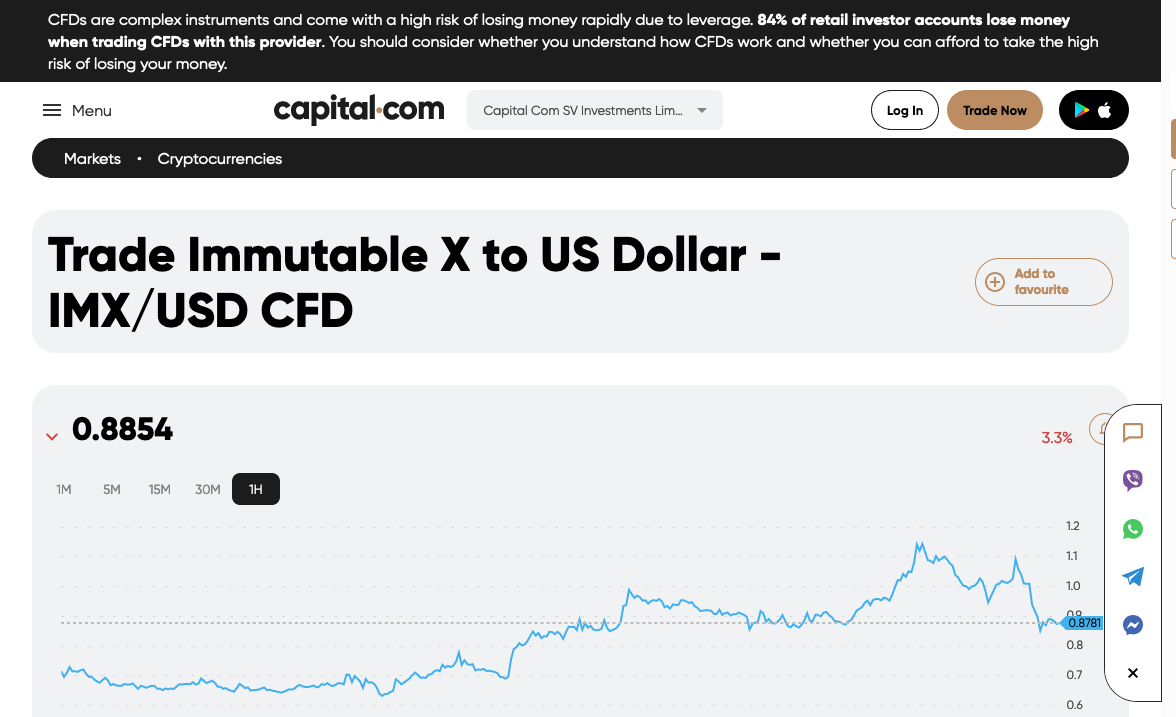 CFDs are complex instruments and come with a high risk of losing money rapidly due to leverage. 84% of retail investor accounts lose money
when trading CFDs with this provider. You should consider whether you understand how CFDs work and whether you can afford to take the high
risk of losing your money.
Menu
capital.com
Capital Com SV Investments Lim...
Log In
Trade Now
Markets • Cryptocurrencies
Trade Immutable X to US Dollar -
IMX/USD CFD
Add to
favourite
0.8854
3.3%
1M 5M 15M 30M 1H
1.2
1.1
1.0
0.9
0.8781
0.8
0.7
0.6